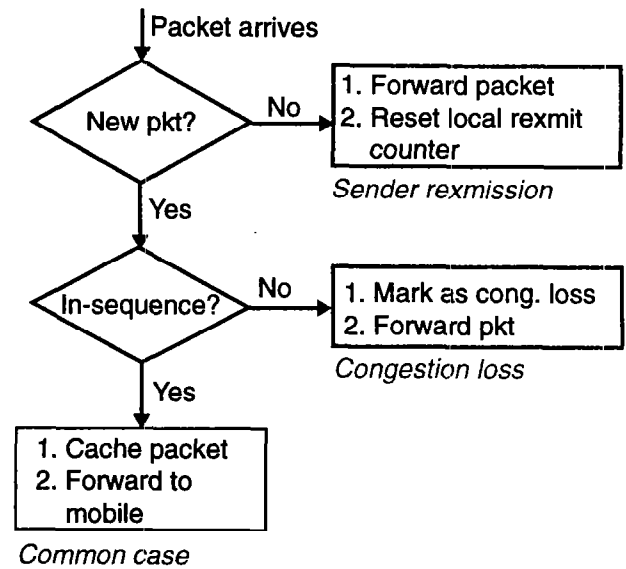 Packet arrives
New pkt?
No
1. Forward packet
2. Reset local rexmit
counter
Sender rexmission
Yes
In-sequence?
No
1. Mark as cong. loss
2. Forward pkt
Congestion loss
Yes
1. Cache packet
2. Forward to
mobile
Common case